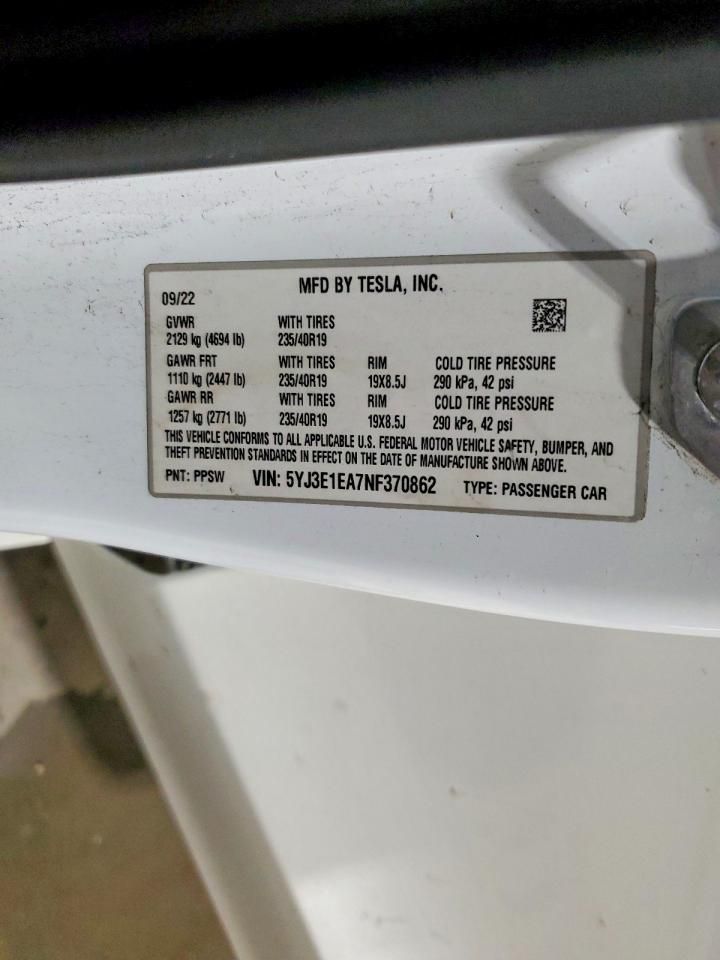 MFD BY TESLA, INC.
09/22
GVWR WITH TIRES
2129 kg (4694 lb) 235/40R19
GAWR FRT WITH TIRES RIM COLD TIRE PRESSURE
1110 kg (2447 lb) 235/40R19 19X8.5J 290 kPa, 42 psi
GAWR RR WITH TIRES RIM COLD TIRE PRESSURE
1257 kg (2771 lb) 235/40R19 19X8.5J 290 kPa, 42 psi
THIS VEHICLE CONFORMS TO ALL APPLICABLE U.S. FEDERAL MOTOR VEHICLE SAFETY, BUMPER, AND
THEFT PREVENTION STANDARDS IN EFFECT ON THE DATE OF MANUFACTURE SHOWN ABOVE.
PNT: PPSW VIN: 5YJ3E1EA7NF370862 TYPE: PASSENGER CAR